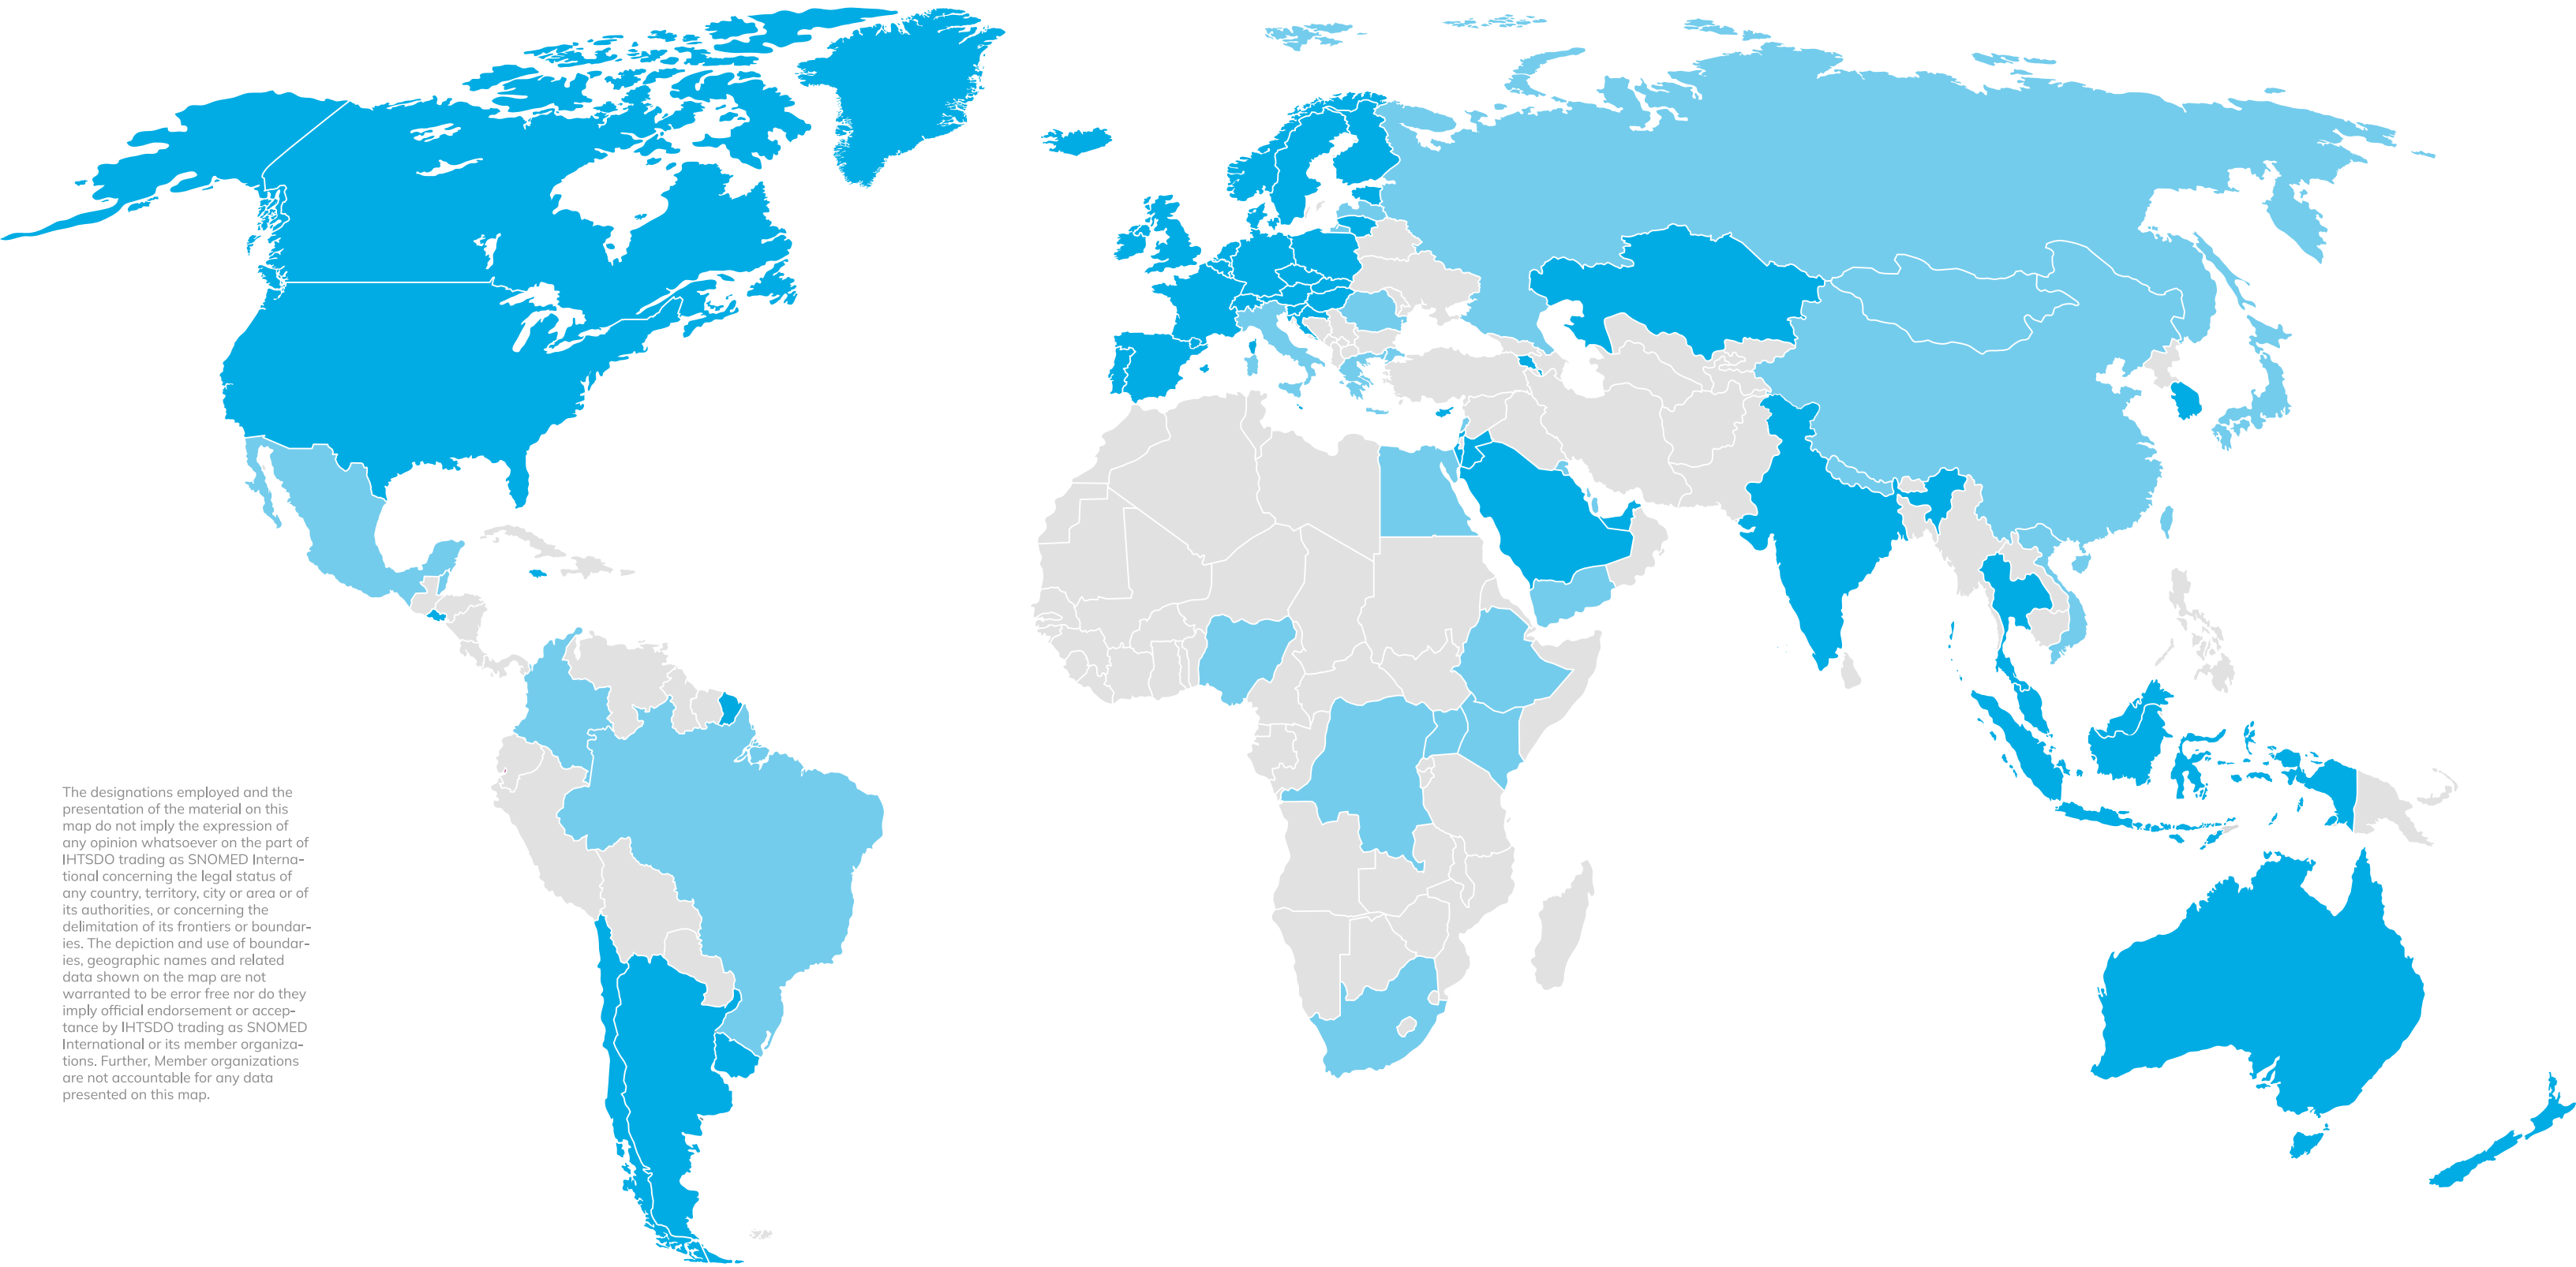 The designations employed and the
presentation of the material on this
map do not imply the expression of
any opinion whatsoever on the part of
IHTSDO trading as SNOMED Interna-
tional concerning the legal status of
any country, territory, city or area or of
its authorities, or concerning the
delimitation of its frontiers or boundar-
ies. The depiction and use of boundar-
ies, geographic names and related
data shown on the map are not
warranted to be error free nor do they
imply official endorsement or accep-
tance by IHTSDO trading as SNOMED
International or its member organiza-
tions. Further, Member organizations
are not accountable for any data
presented on this map.